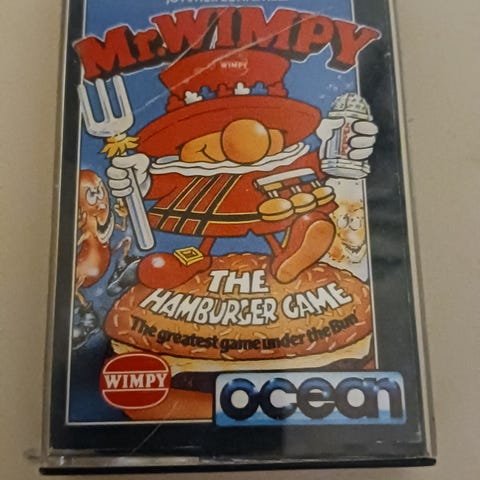 Mr. WIMPY
WIMPY
THE
HAMBURGER GAME
"The greatest game under the Bun"
WIMPY
ocean